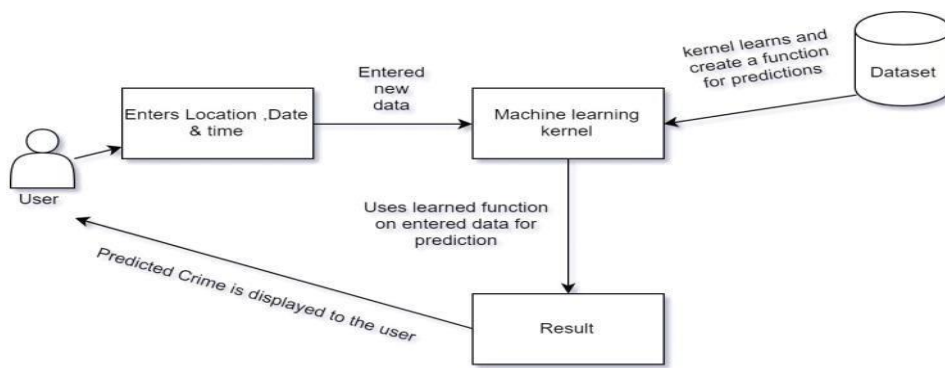 User
Enters Location ,Date
& time
Entered
new
data
Machine learning
kernel
kernel learns and
create a function
for predictions
Dataset
Uses learned function
on entered data for
prediction
Result
Predicted Crime is displayed to the user